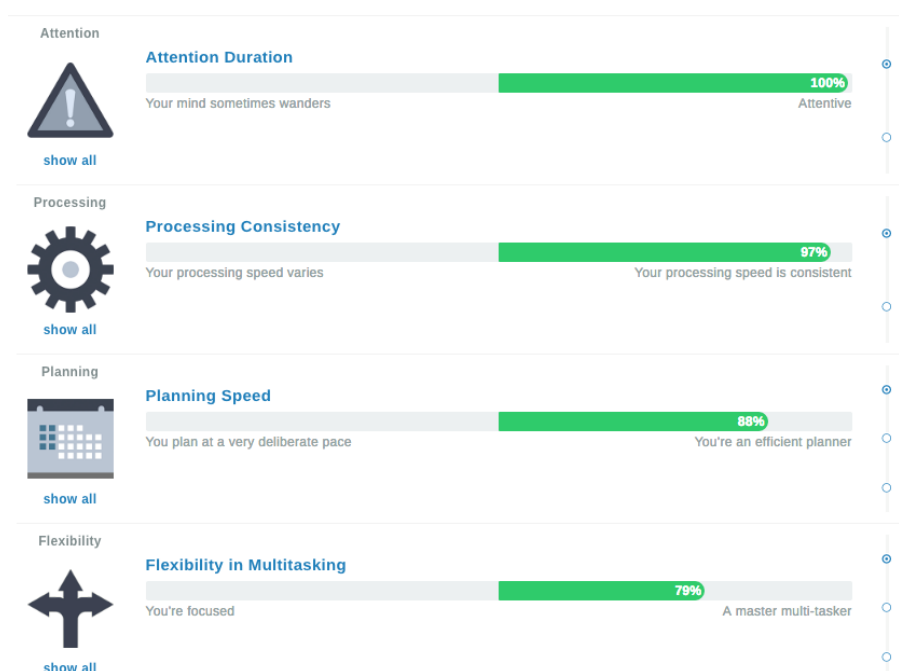 Attention
Attention Duration
100%
Your mind sometimes wanders
Attentive
show all
Processing
Processing Consistency
97%
Your processing speed varies
Your processing speed is consistent
show all
Planning
Planning Speed
88%
You plan at a very deliberate pace
You're an efficient planner
show all
Flexibility
Flexibility in Multitasking
79%
You're focused
A master multi-tasker
show all